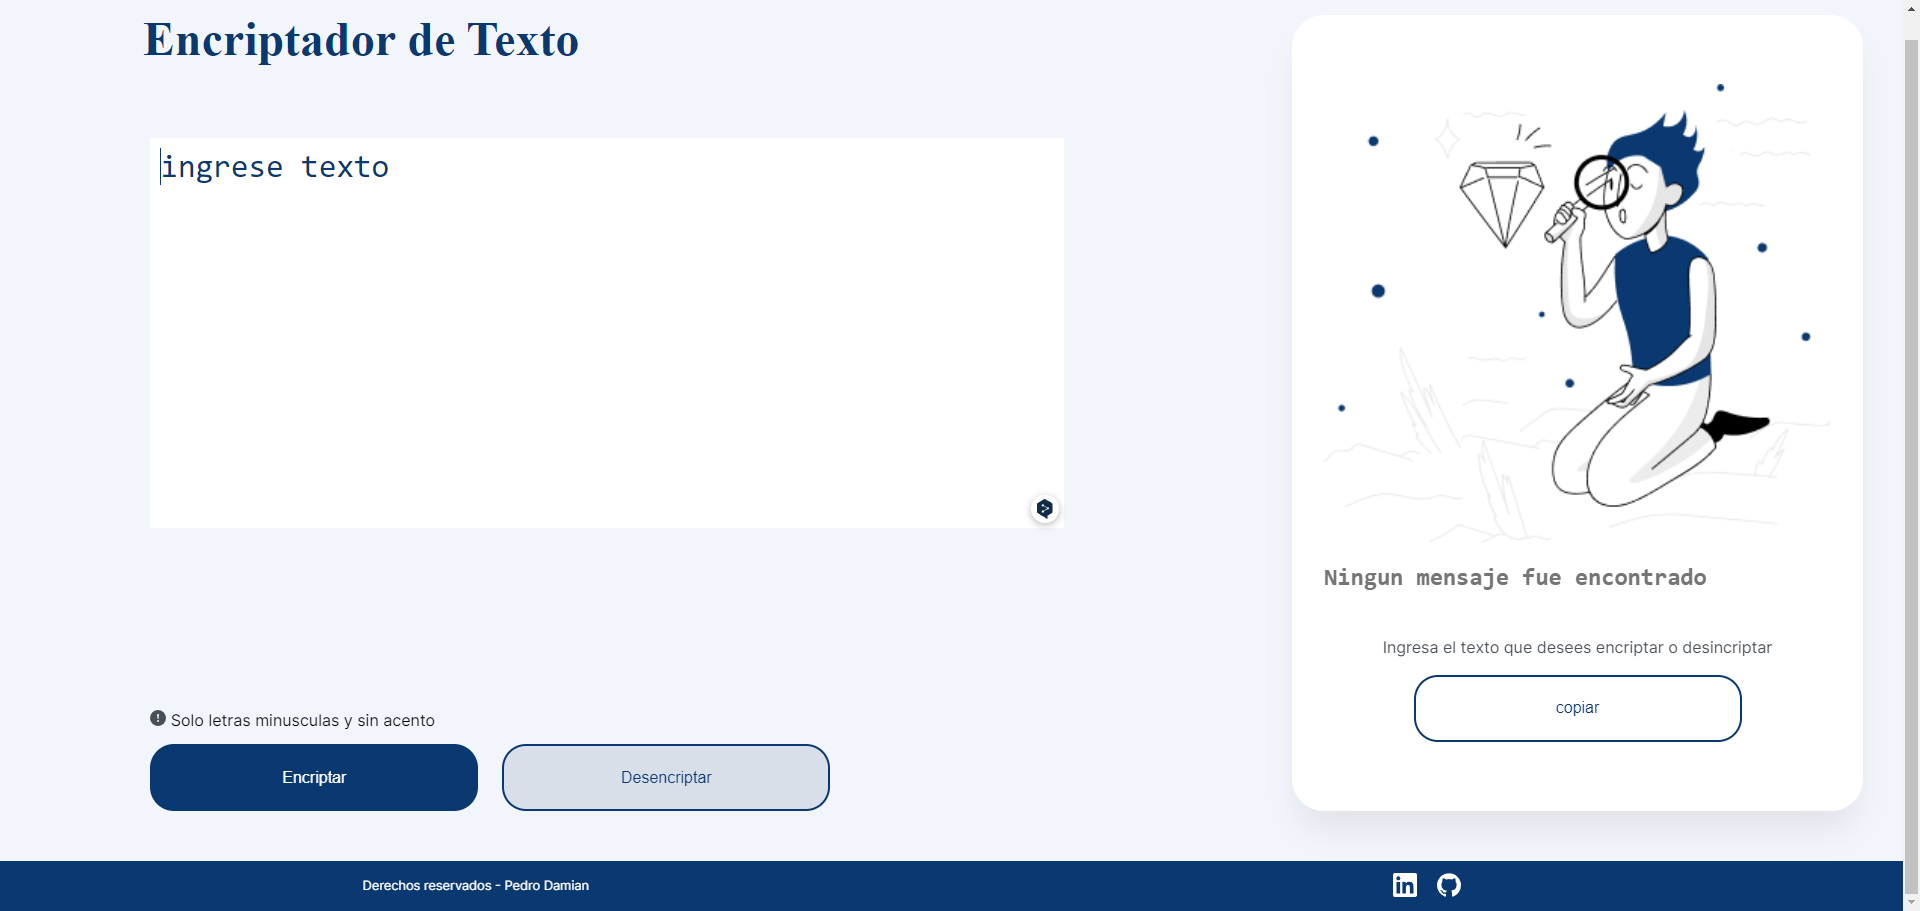 Encriptador de Texto
ingrese texto
Solo letras minusculas y sin acento
Encriptar
Desencriptar
Ningun mensaje fue encontrado
Ingresa el texto que desees encriptar o desincriptar
copiar
Derechos reservados - Pedro Damian